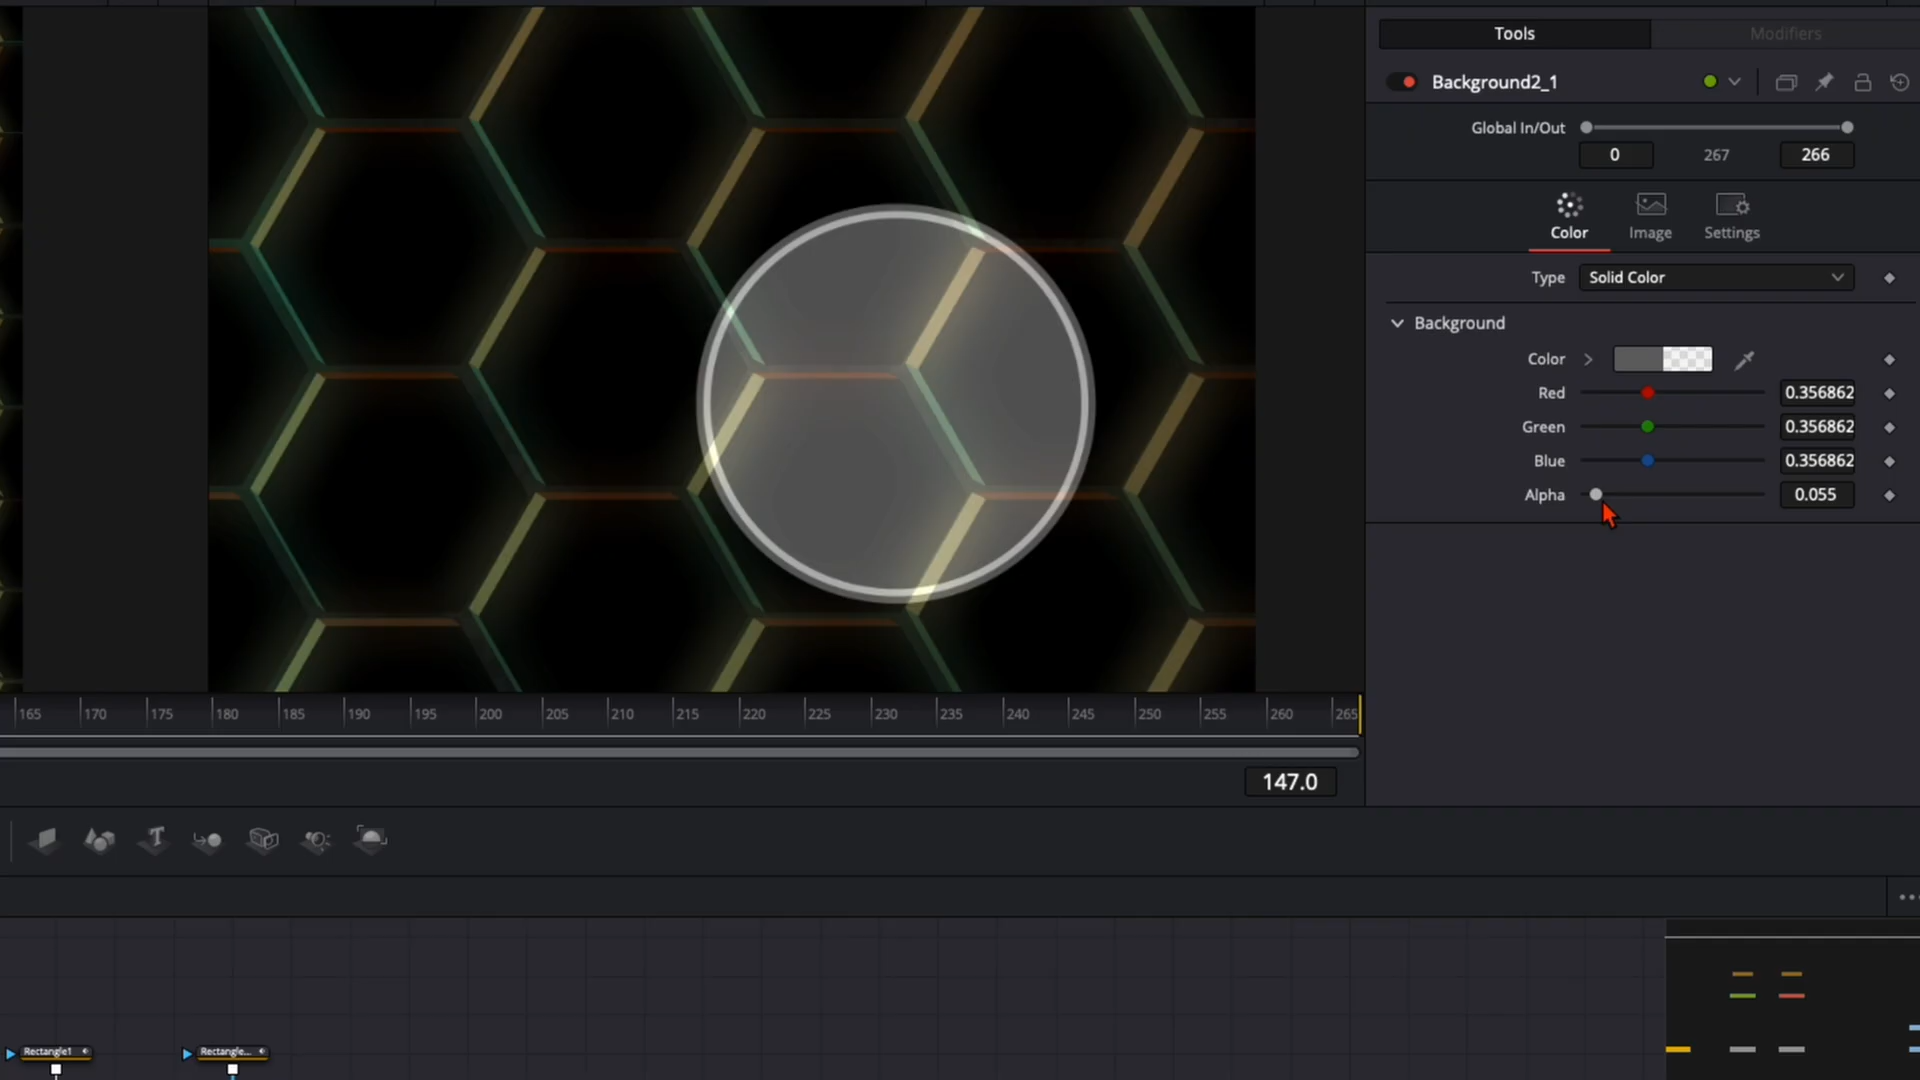 Tools
Modifiers
Background2_1
Global In/Out
0
267
266
Color
Image
Settings
Type
Solid Color
Background
Color
Red
0.356862
Green
0.356862
Blue
0.356862
Alpha
0.055
165
170
175
180
185
190
195
200
205
210
215
220
225
230
235
240
245
250
255
260
265
147.0
Rectangle1
Rectangle...